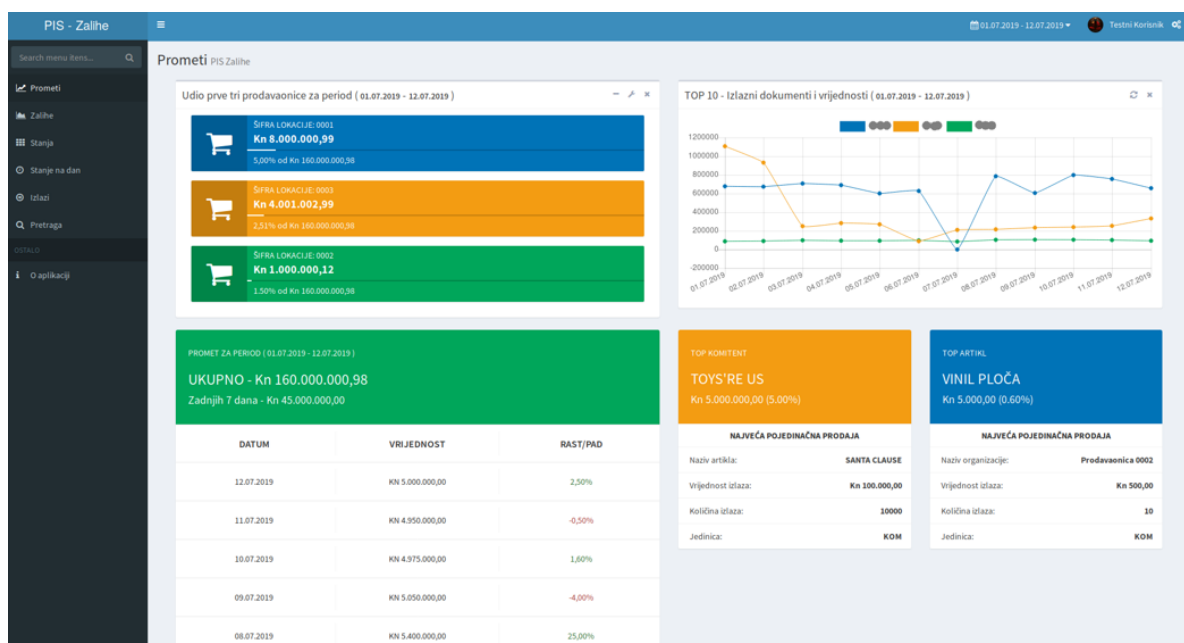 PIS - Zalihe
01.07.2019 - 12.07.2019
Testni Korisnik
Search menu itens...
Prometi
Zalihe
Stanja
Stanje na dan
Izlazi
Pretraga
OSTALO
O aplikaciji
Prometi PIS Zalihe
Udio prve tri prodavaonice za period ( 01.07.2019 - 12.07.2019 )
ŠIFRA LOKACIJE: 0001
Kn 8.000.000,99
5,00% od Kn 160.000.000,98
ŠIFRA LOKACIJE: 0003
Kn 4.001.002,99
2,51% od Kn 160.000.000,98
ŠIFRA LOKACIJE: 0002
Kn 1.000.000,12
1.50% od Kn 160.000.000,98
TOP 10 - Izlazni dokumenti i vrijednosti ( 01.07.2019 - 12.07.2019 )
1200000
1000000
800000
600000
400000
200000
0
-200000
01.07.2019 02.07.2019 03.07.2019 04.07.2019 05.07.2019 06.07.2019 07.07.2019 08.07.2019 09.07.2019 10.07.2019 11.07.2019 12.07.2019
PROMET ZA PERIOD ( 01.07.2019 - 12.07.2019 )
UKUPNO - Kn 160.000.000,98
Zadnjih 7 dana - Kn 45.000.000,00
DATUM VRIJEDNOST RAST/PAD
12.07.2019 KN 5.000.000,00 2,50%
11.07.2019 KN 4.950.000,00 -0,50%
10.07.2019 KN 4.975.000,00 1,60%
09.07.2019 KN 5.050.000,00 -4,00%
08.07.2019 KN 5.400.000,00 25,00%
TOP KOMITENT
TOYS'RE US
Kn 5.000.000,00 (5.00%)
NAJVEĆA POJEDINAČNA PRODAJA
Naziv artikla: SANTA CLAUSE
Vrijednost izlaza: Kn 100.000,00
Količina izlaza: 10000
Jedinica: KOM
TOP ARTIKL
VINIL PLOČA
Kn 5.000,00 (0.60%)
NAJVEĆA POJEDINAČNA PRODAJA
Naziv organizacije: Prodavaonica 0002
Vrijednost izlaza: Kn 500,00
Količina izlaza: 10
Jedinica: KOM